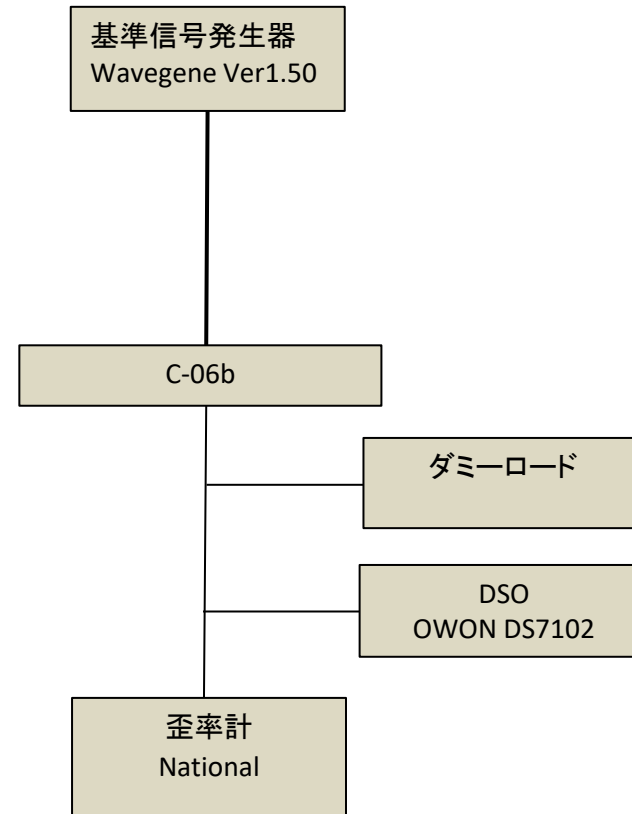 基準信号発生器
Wavegene Ver1.50
C-06b
ダミーロード
DSO
OWON DS7102
歪率計
National